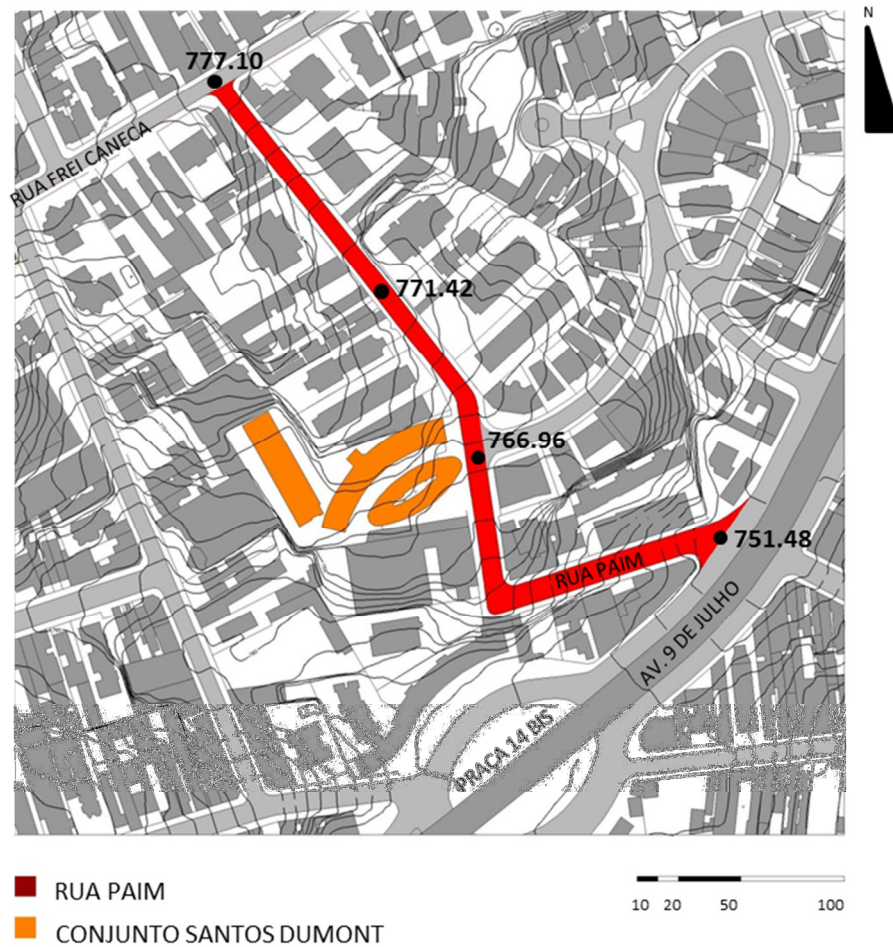 N
777.10
RUA FREI CANECA
771.42
766.96
751.48
RUA PAIM
AV. 9 DE JULHO
PRAÇA 14 BIS
RUA PAIM
10 20 50 100
CONJUNTO SANTOS DUMONT